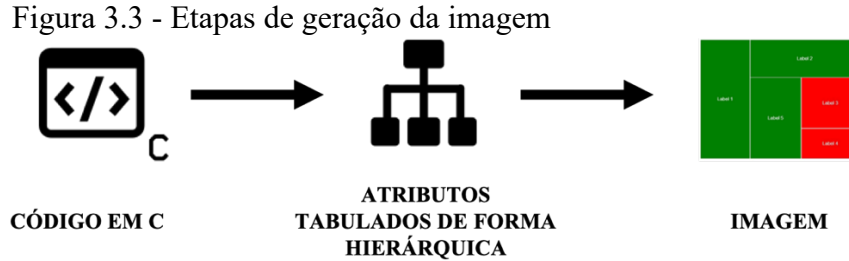 Figura 3.3 - Etapas de geração da imagem
</>
C
Label 1
Label 2
Label 5
Label 3
Label 4
CÓDIGO EM C
ATRIBUTOS
TABULADOS DE FORMA
HIERÁRQUICA
IMAGEM